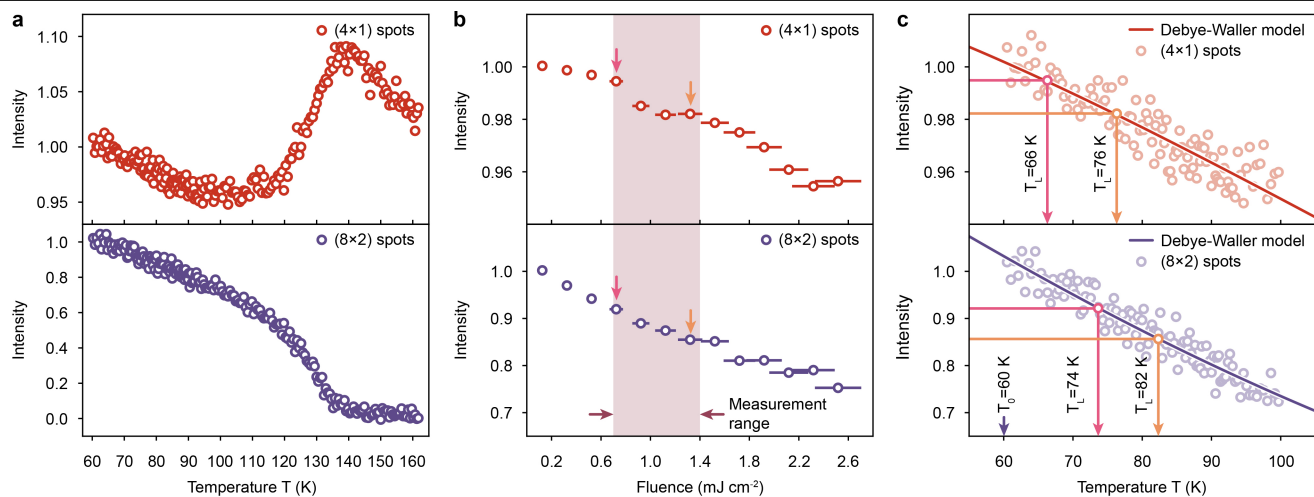 a
(4×1) spots
Intensity
1.10
1.05
1.00
0.95
(8×2) spots
Intensity
1.0
0.8
0.6
0.4
0.2
0.0
60 70 80 90 100 110 120 130 140 150 160
Temperature T (K)
b
(4×1) spots
Intensity
1.00
0.98
0.96
(8×2) spots
Intensity
1.0
0.9
0.8
0.7
Measurement
range
0.2 0.6 1.0 1.4 1.8 2.2 2.6
Fluence (mJ cm⁻²)
c
Debye-Waller model
(4×1) spots
Intensity
1.00
0.98
0.96
T_L=66 K
T_L=76 K
Debye-Waller model
(8×2) spots
Intensity
1.0
0.9
0.8
0.7
T₀=60 K
T_L=74 K
T_L=82 K
60 70 80 90 100
Temperature T (K)